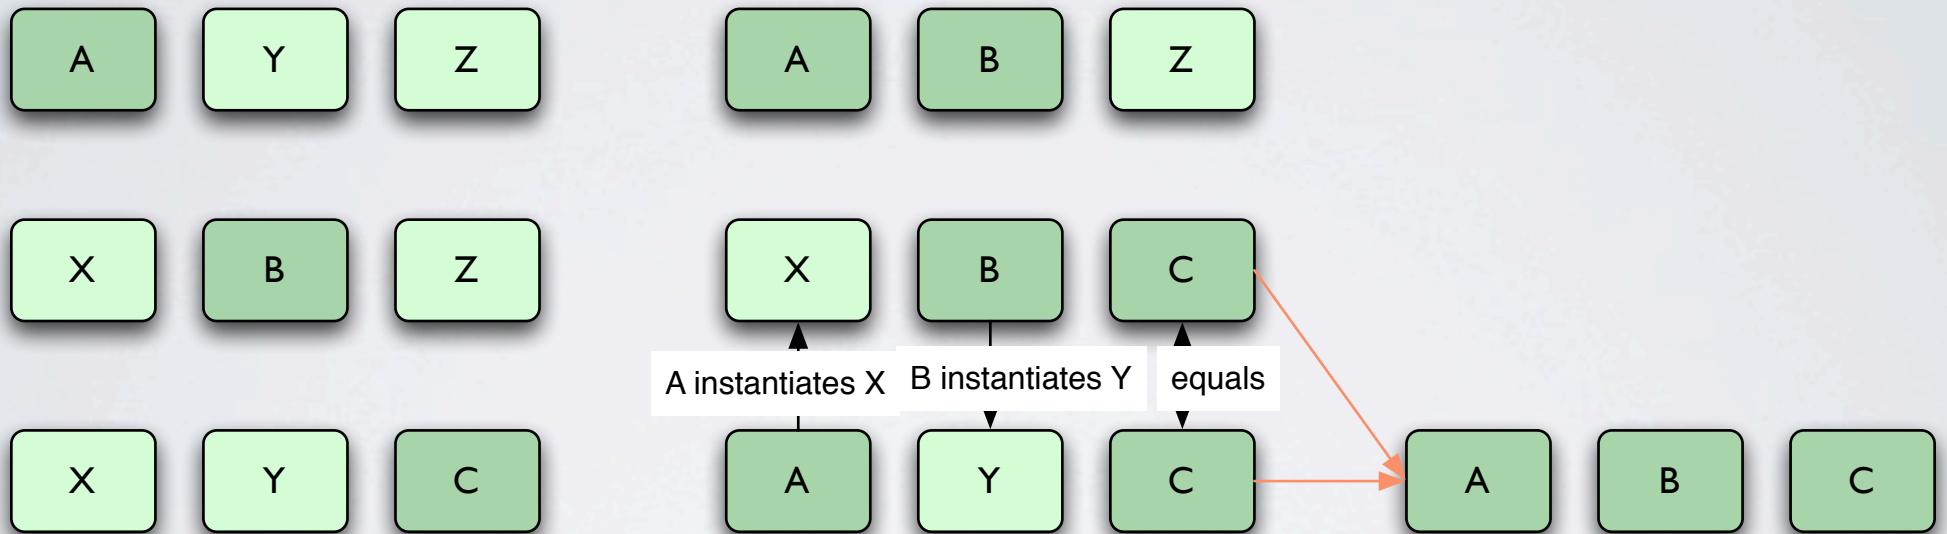 A Y Z A B Z
X B Z X B C
A instantiates X B instantiates Y equals
X Y C A Y C A B C